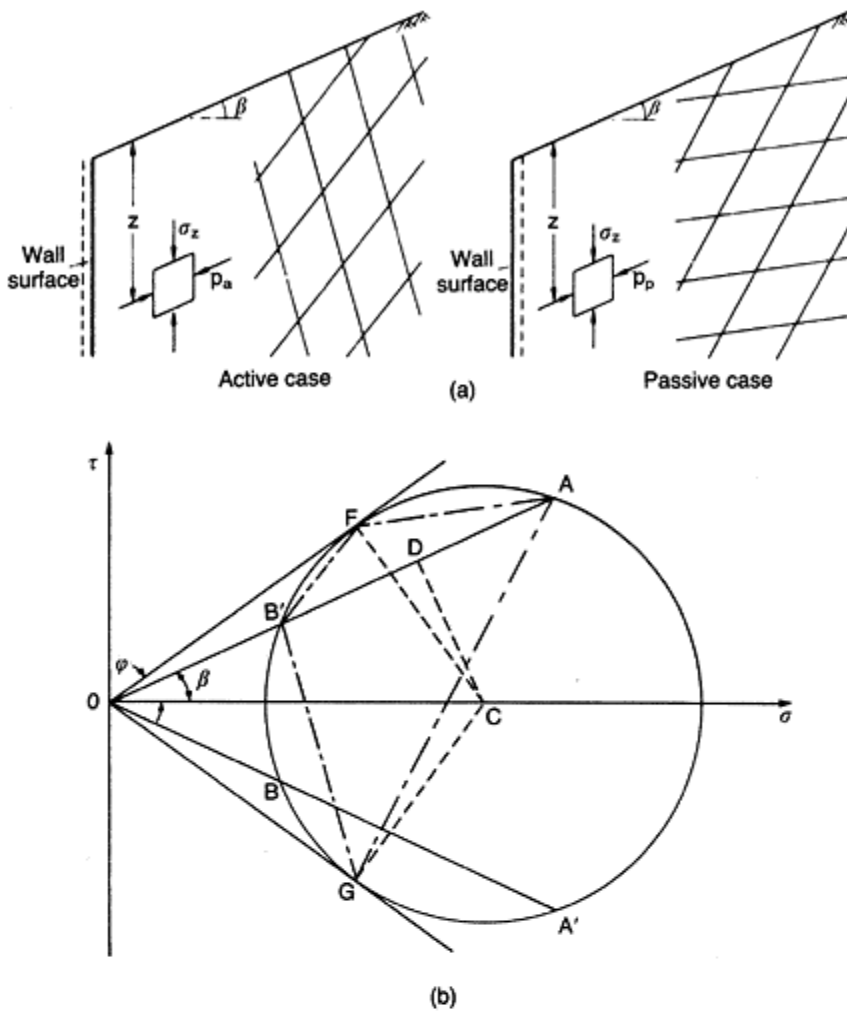 β
z
σz
Wall
surface
pa
Active case
β
z
σz
Wall
surface
pp
Passive case
(a)
τ
F
A
D
B'
φ
β
0
C
σ
B
G
A'
(b)